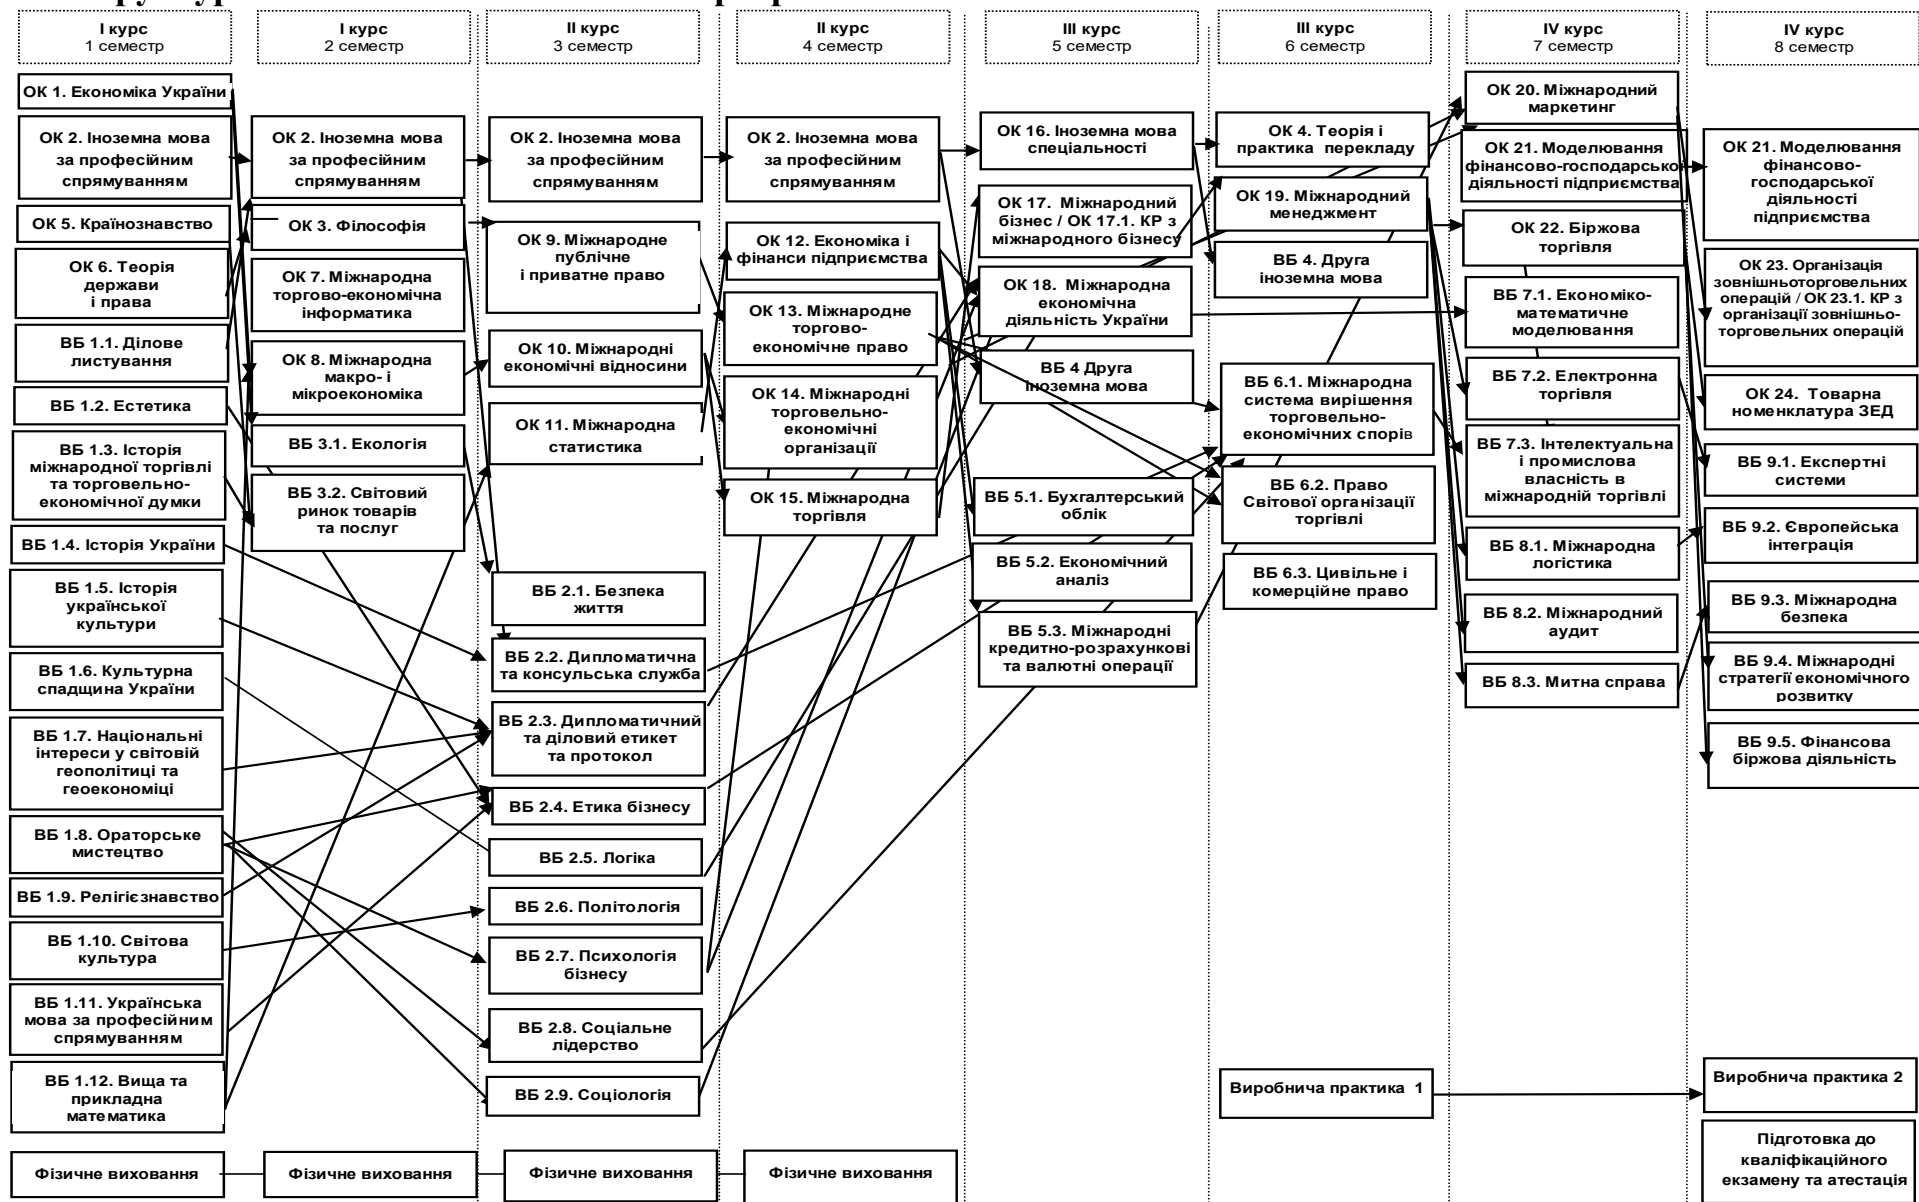 І курс
1 семестр
ОК 1. Економіка України
ОК 2. Іноземна мова
за професійним
спрямуванням
ОК 5. Країнознавство
ОК 6. Теорія
держави
і права
ВБ 1.1. Ділове
листування
ВБ 1.2. Естетика
ВБ 1.3. Історія
міжнародної торгівлі
та торговельно-
економічної думки
ВБ 1.4. Історія України
ВБ 1.5. Історія
української
культури
ВБ 1.6. Культурна
спадщина України
ВБ 1.7. Національні
інтереси у світовій
геополітиці та
геоекономіці
ВБ 1.8. Ораторське
мистецтво
ВБ 1.9. Релігієзнавство
ВБ 1.10. Світова
культура
ВБ 1.11. Українська
мова за професійним
спрямуванням
ВБ 1.12. Вища та
прикладна
математика
Фізичне виховання
І курс
2 семестр
ОК 2. Іноземна мова
за професійним
спрямуванням
ОК 3. Філософія
ОК 7. Міжнародна
торгово-економічна
інформатика
ОК 8. Міжнародна
макро- і
мікроекономіка
ВБ 3.1. Екологія
ВБ 3.2. Світовий
ринок товарів
та послуг
Фізичне виховання
ІІ курс
3 семестр
ОК 2. Іноземна мова
за професійним
спрямуванням
ОК 9. Міжнародне
публічне
і приватне право
ОК 10. Міжнародні
економічні відносини
ОК 11. Міжнародна
статистика
ВБ 2.1. Безпека
життя
ВБ 2.2. Дипломатична
та консульська служба
ВБ 2.3. Дипломатичний
та діловий етикет
та протокол
ВБ 2.4. Етика бізнесу
ВБ 2.5. Логіка
ВБ 2.6. Політологія
ВБ 2.7. Психологія
бізнесу
ВБ 2.8. Соціальне
лідерство
ВБ 2.9. Соціологія
Фізичне виховання
ІІ курс
4 семестр
ОК 2. Іноземна мова
за професійним
спрямуванням
ОК 12. Економіка і
фінанси підприємства
ОК 13. Міжнародне
торгово-
економічне право
ОК 14. Міжнародні
торговельно-
економічні
організації
ОК 15. Міжнародна
торгівля
Фізичне виховання
ІІІ курс
5 семестр
ОК 16. Іноземна мова
спеціальності
ОК 17. Міжнародний
бізнес / ОК 17.1. КР з
міжнародного бізнесу
ОК 18. Міжнародна
економічна
діяльність України
ВБ 4 Друга
іноземна мова
ВБ 5.1. Бухгалтерський
облік
ВБ 5.2. Економічний
аналіз
ВБ 5.3. Міжнародні
кредитно-розрахункові
та валютні операції
ІІІ курс
6 семестр
ОК 4. Теорія і
практика перекладу
ОК 19. Міжнародний
менеджмент
ВБ 4. Друга
іноземна мова
ВБ 6.1. Міжнародна
система вирішення
торговельно-
економічних спорів
ВБ 6.2. Право
Світової організації
торгівлі
ВБ 6.3. Цивільне і
комерційне право
Виробнича практика 1
IV курс
7 семестр
ОК 20. Міжнародний
маркетинг
ОК 21. Моделювання
фінансово-господарської
діяльності підприємства
ОК 22. Біржова
торгівля
ВБ 7.1. Економіко-
математичне
моделювання
ВБ 7.2. Електронна
торгівля
ВБ 7.3. Інтелектуальна
і промислова
власність в
міжнародній торгівлі
ВБ 8.1. Міжнародна
логістика
ВБ 8.2. Міжнародний
аудит
ВБ 8.3. Митна справа
IV курс
8 семестр
ОК 21. Моделювання
фінансово-
господарської
діяльності
підприємства
ОК 23. Організація
зовнішньоторговельних
операцій / ОК 23.1. КР з
організації зовнішньо-
торговельних операцій
ОК 24. Товарна
номенклатура ЗЕД
ВБ 9.1. Експертні
системи
ВБ 9.2. Європейська
інтеграція
ВБ 9.3. Міжнародна
безпека
ВБ 9.4. Міжнародні
стратегії економічного
розвитку
ВБ 9.5. Фінансова
біржова діяльність
Виробнича практика 2
Підготовка до
кваліфікаційного
екзамену та атестація